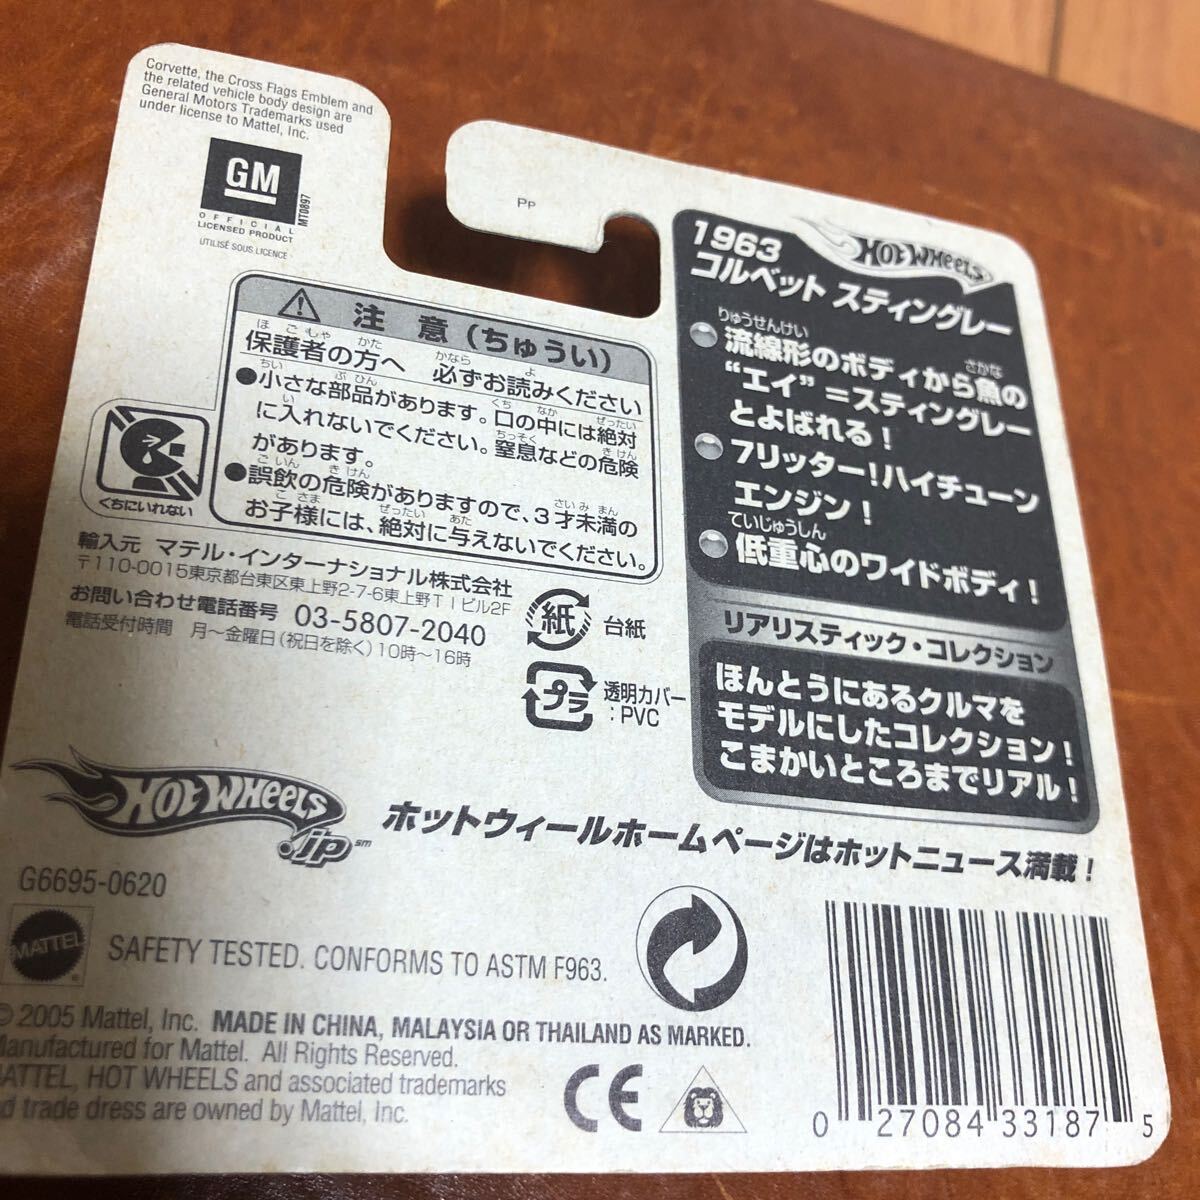 Corvette, the Cross Flags Emblem and
the related vehicle body design are
General Motors Trademarks used
under license to Mattel, Inc.
GM
OFFICIAL
LICENSED PRODUCT
UTILISÉ SOUS LICENCE
MT0897
PP
注意(ちゅうい)
ほごしゃ かた かなら よ
保護者の方へ 必ずお読みください
ちい ぶひん くち なか ぜったい
●小さな部品があります。口の中には絶対
い ちっそく きけん
に入れないでください。窒息などの危険
があります。
ごいん きけん さいみまん
●誤飲の危険がありますので、3才未満の
こさま ぜったい あた
お子様には、絶対に与えないでください。
くちにいれない
輸入元 マテル・インターナショナル株式会社
〒110-0015東京都台東区東上野2-7-6東上野TIビル2F
お問い合わせ電話番号 03-5807-2040
電話受付時間 月~金曜日(祝日を除く)10時~16時
紙 台紙
プラ 透明カバー
:PVC
HOT WHEELS
1963
コルベット スティングレー
りゅうせんけい さかな
流線形のボディから魚の
“エイ”=スティングレー
とよばれる!
7リッター!ハイチューン
エンジン!
ていじゅうしん
低重心のワイドボディ!
リアリスティック・コレクション
ほんとうにあるクルマを
モデルにしたコレクション!
こまかいところまでリアル!
HOT WHEELS
.jp℠
ホットウィールホームページはホットニュース満載!
G6695-0620
MATTEL ®
SAFETY TESTED. CONFORMS TO ASTM F963.
© 2005 Mattel, Inc. MADE IN CHINA, MALAYSIA OR THAILAND AS MARKED.
Manufactured for Mattel. All Rights Reserved.
MATTEL, HOT WHEELS and associated trademarks
nd trade dress are owned by Mattel, Inc.
CE
0 27084 33187 5